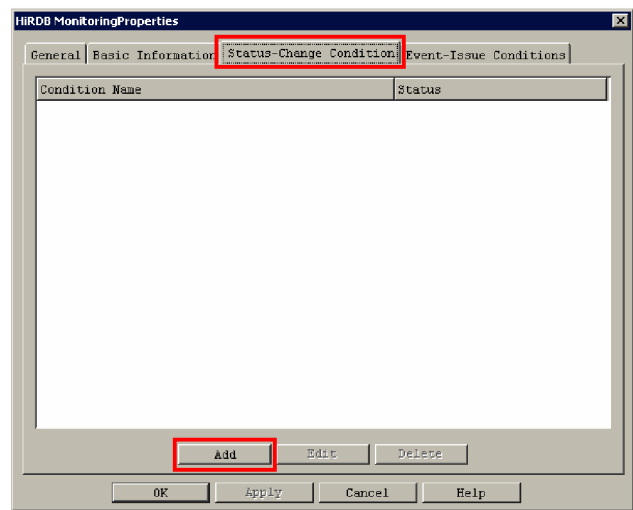 HiRDB MonitoringProperties
General Basic Information Status-Change Condition Event-Issue Conditions
Condition Name Status
Add Edit Delete
OK Apply Cancel Help